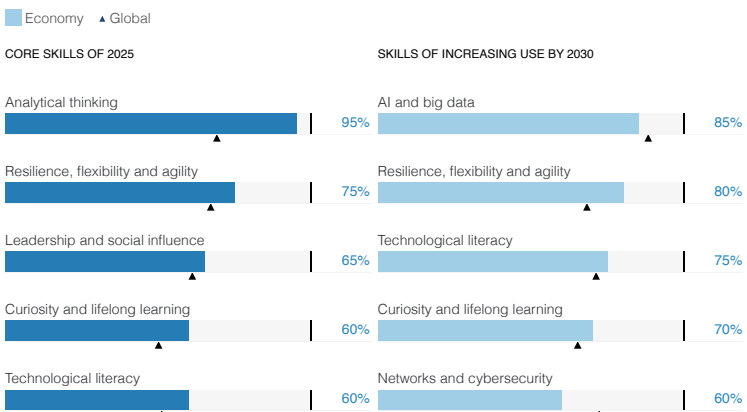 Economy ▲ Global
CORE SKILLS OF 2025
Analytical thinking
95%
Resilience, flexibility and agility
75%
Leadership and social influence
65%
Curiosity and lifelong learning
60%
Technological literacy
60%
SKILLS OF INCREASING USE BY 2030
AI and big data
85%
Resilience, flexibility and agility
80%
Technological literacy
75%
Curiosity and lifelong learning
70%
Networks and cybersecurity
60%